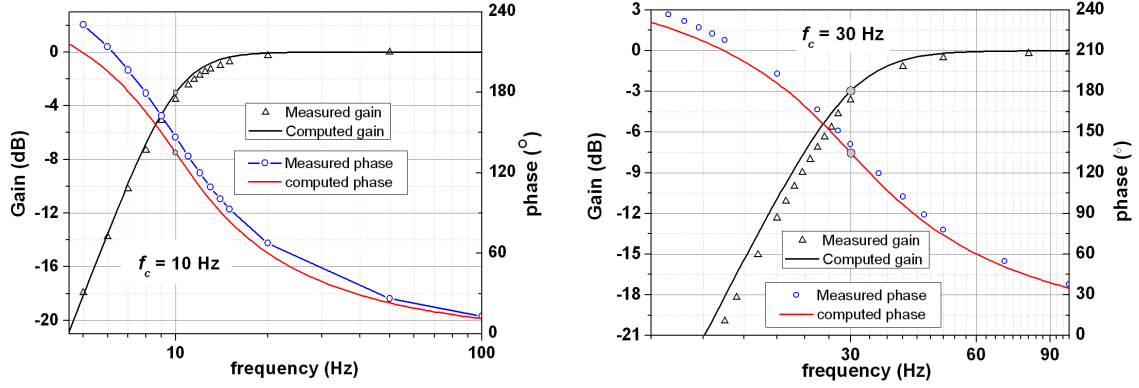 Gain (dB)
0
-4
-8
-12
-16
-20
240
180
120
60
0
phase (°)
Measured gain
Computed gain
Measured phase
computed phase
fc = 10 Hz
10
100
frequency (Hz)
Gain (dB)
3
0
-3
-6
-9
-12
-15
-18
-21
240
210
180
150
120
90
60
30
0
phase (°)
fc = 30 Hz
Measured gain
Computed gain
Measured phase
computed phase
30
60
90
frequency (Hz)